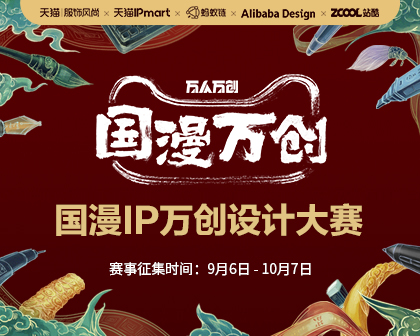 天猫|服饰风尚 × 天猫IPmart × 蚂蚁链 × Alibaba Design × ZCOOL站酷
万人万创
国漫万创
国漫IP万创设计大赛
赛事征集时间：9月6日 - 10月7日